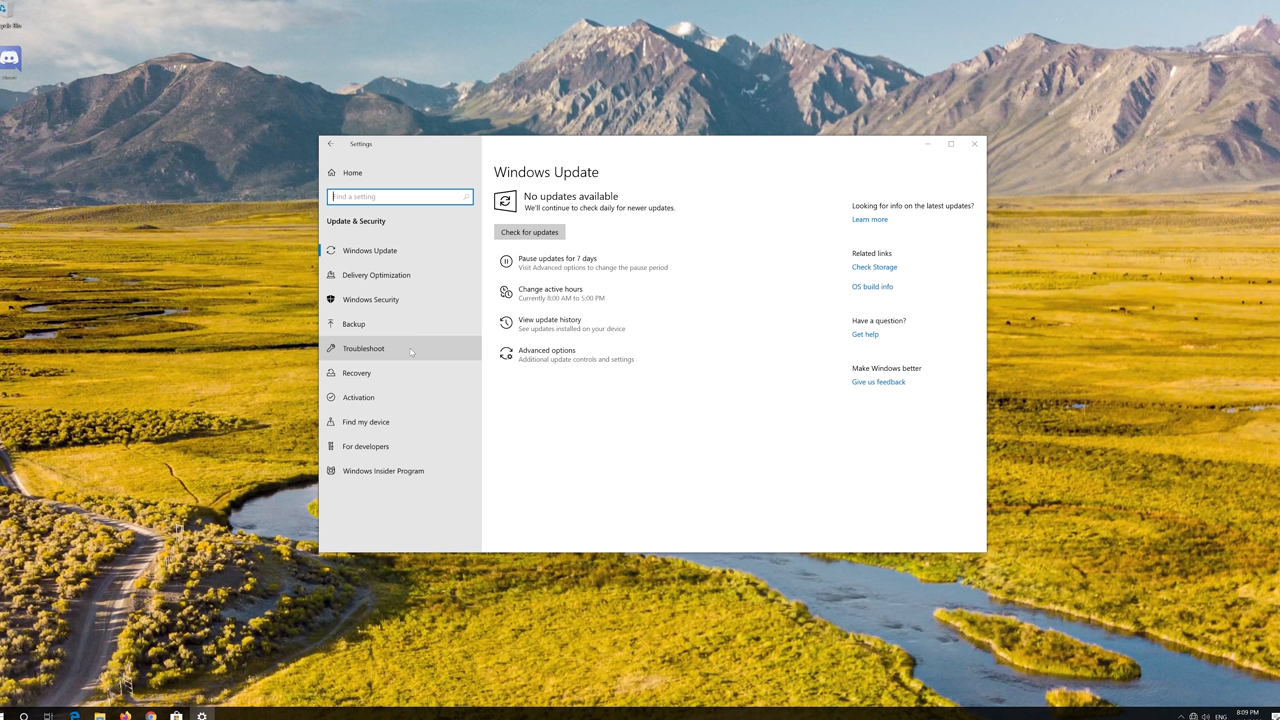 Settings
Home
Find a setting
Update & Security
Windows Update
Delivery Optimization
Windows Security
Backup
Troubleshoot
Recovery
Activation
Find my device
For developers
Windows Insider Program
Windows Update
No updates available
We'll continue to check daily for newer updates.
Check for updates
Pause updates for 7 days
Visit Advanced options to change the pause period
Change active hours
Currently 8:00 AM to 5:00 PM
View update history
See updates installed on your device
Advanced options
Additional update controls and settings
Looking for info on the latest updates?
Learn more
Related links
Check Storage
OS build info
Have a question?
Get help
Make Windows better
Give us feedback
ENG
8:09 PM